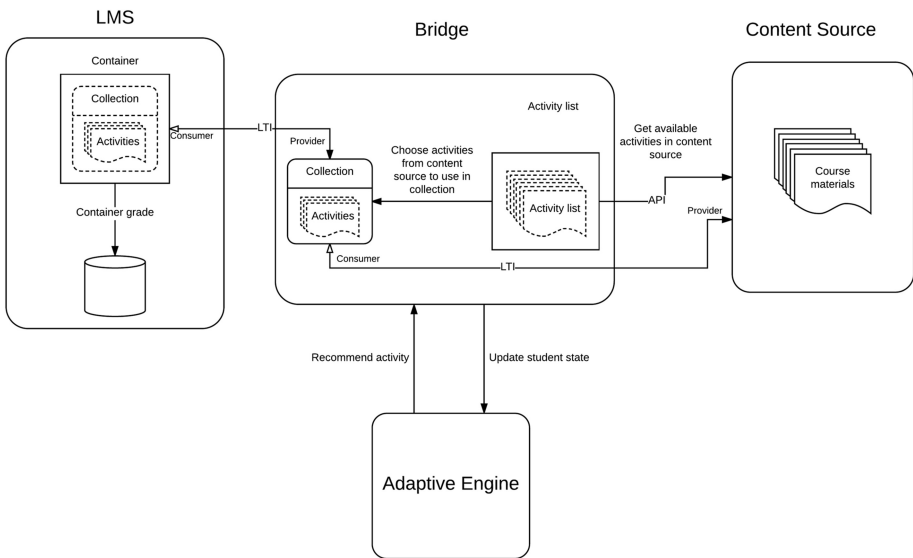 LMS
Bridge
Content Source
Container
Collection
Activities
Consumer
LTI
Provider
Collection
Activities
Consumer
Container grade
Choose activities
from content
source to use in
collection
Activity list
Activity list
Get available
activities in content
source
API
Provider
LTI
Course
materials
Recommend activity
Update student state
Adaptive Engine